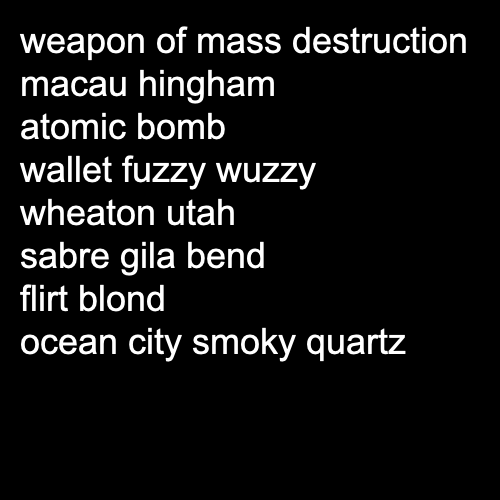 weapon of mass destruction
macau hingham
atomic bomb
wallet fuzzy wuzzy
wheaton utah
sabre gila bend
flirt blond
ocean city smoky quartz